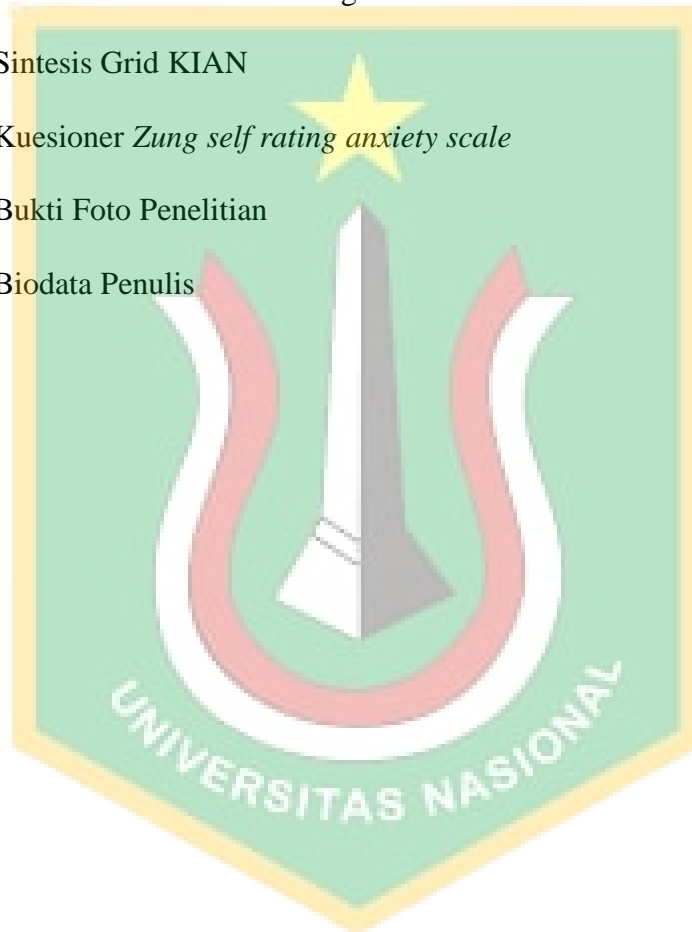 Sintesis Grid KIAN
Kuesioner Zung self rating anxiety scale
Bukti Foto Penelitian
Biodata Penulis
UNIVERSITAS NASIONAL